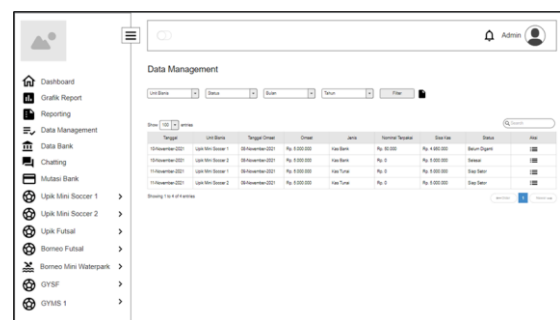 Admin
Dashboard
Grafik Report
Reporting
Data Management
Data Bank
Chatting
Mutasi Bank
Upik Mini Soccer 1
Upik Mini Soccer 2
Upik Futsal
Borneo Futsal
Borneo Mini Waterpark
GYSF
GYMS 1
Data Management
Unit Bisnis Status Bulan Tahun Filter
Show 100 entries Search
Tanggal Unit Bisnis Tanggal Omset Omset Jenis Nominal Terpakai Sisa Kas Status Aksi
10-November-2021 Upik Mini Soccer 1 09-November-2021 Rp. 5.000.000 Kas Bank Rp. 50.000 Rp. 4.950.000 Belum Diganti
10-November-2021 Upik Mini Soccer 2 09-November-2021 Rp. 5.000.000 Kas Bank Rp. 0 Rp. 5.000.000 Selesai
11-November-2021 Upik Mini Soccer 1 09-November-2021 Rp. 5.000.000 Kas Tunai Rp. 0 Rp. 5.000.000 Siap Setor
11-November-2021 Upik Mini Soccer 2 09-November-2021 Rp. 5.000.000 Kas Tunai Rp. 0 Rp. 5.000.000 Siap Setor
Showing 1 to 4 of 4 entries 1